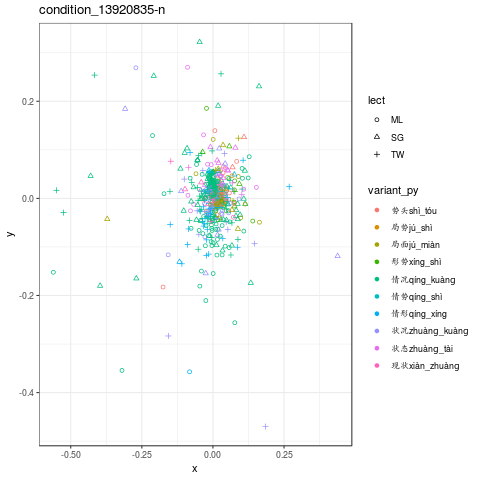 condition_13920835-n
y
0.2
0.0
-0.2
-0.4
-0.50
-0.25
0.00
0.25
x
lect
ML
SG
TW
variant_py
势头shì_tóu
局势jú_shì
局面jú_miàn
形势xíng_shì
情况qíng_kuàng
情势qíng_shì
情形qíng_xíng
状况zhuàng_kuàng
状态zhuàng_tài
现状xiàn_zhuàng